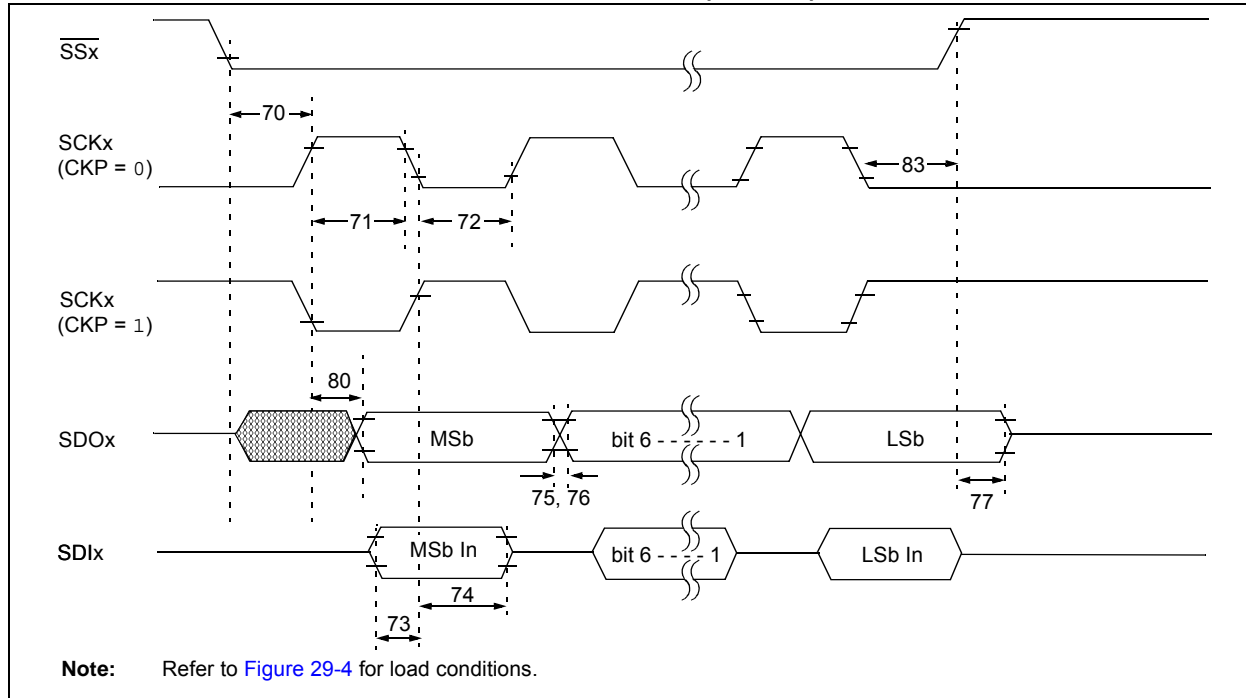 SSx
70
SCKx
(CKP = 0)
83
71
72
SCKx
(CKP = 1)
80
SDOx
MSb
bit 6 - - - - - - 1
LSb
75, 76
77
SDIx
MSb In
bit 6 - - - - 1
LSb In
74
73
Note: Refer to Figure 29-4 for load conditions.